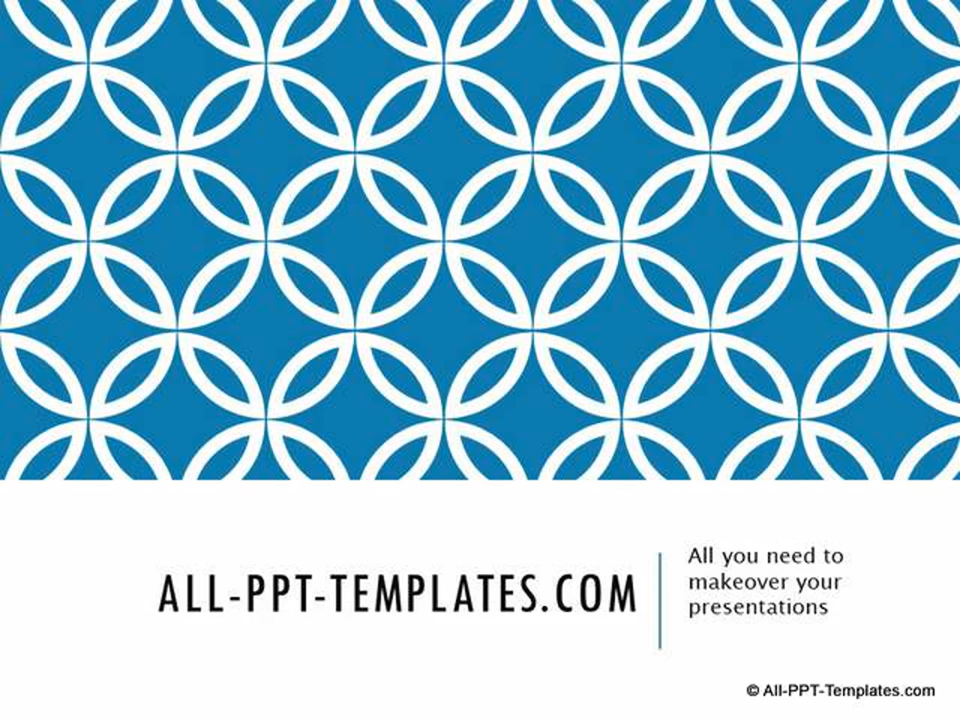 ALL-PPT-TEMPLATES.COM
All you need to
makeover your
presentations
© All-PPT-Templates.com